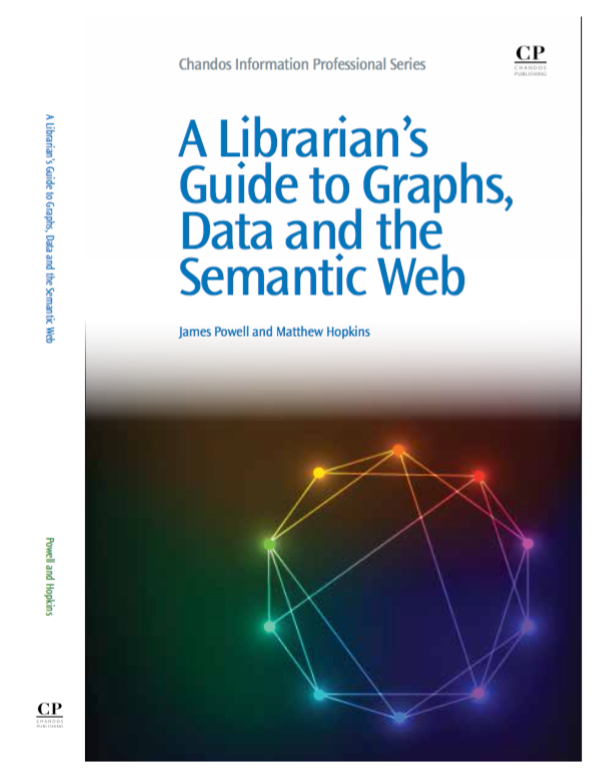 Chandos Information Professional Series
CP
CHANDOS
PUBLISHING
A Librarian's
Guide to Graphs,
Data and the
Semantic Web
James Powell and Matthew Hopkins
A Librarian's Guide to Graphs, Data and the Semantic Web
Powell and Hopkins
CP
CHANDOS
PUBLISHING